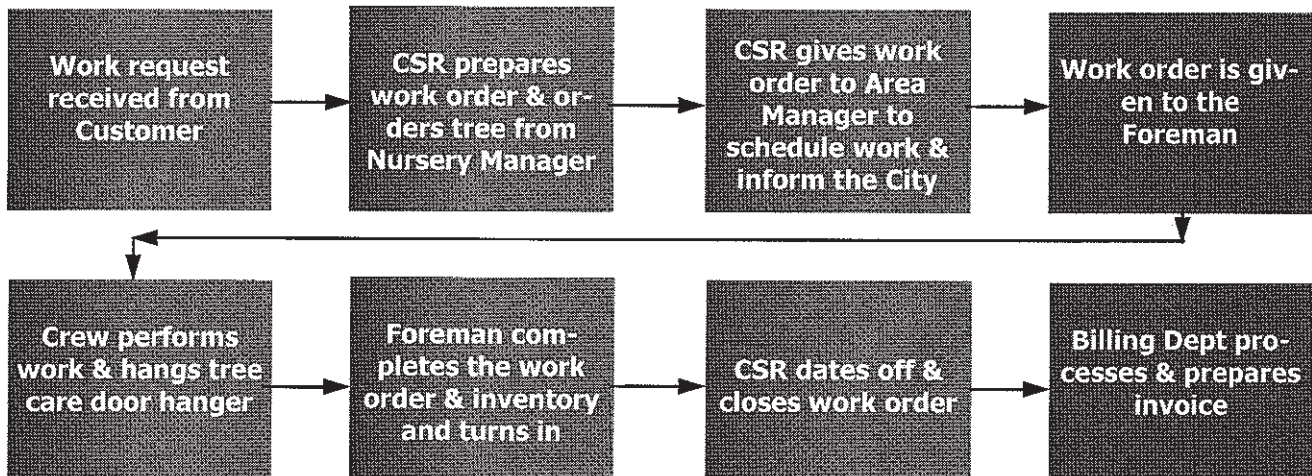 Work request
received from
Customer
CSR prepares
work order & or-
ders tree from
Nursery Manager
CSR gives work
order to Area
Manager to
schedule work &
inform the City
Work order is giv-
en to the
Foreman
Crew performs
work & hangs tree
care door hanger
Foreman com-
pletes the work
order & inventory
and turns in
CSR dates off &
closes work order
Billing Dept pro-
cesses & prepares
invoice